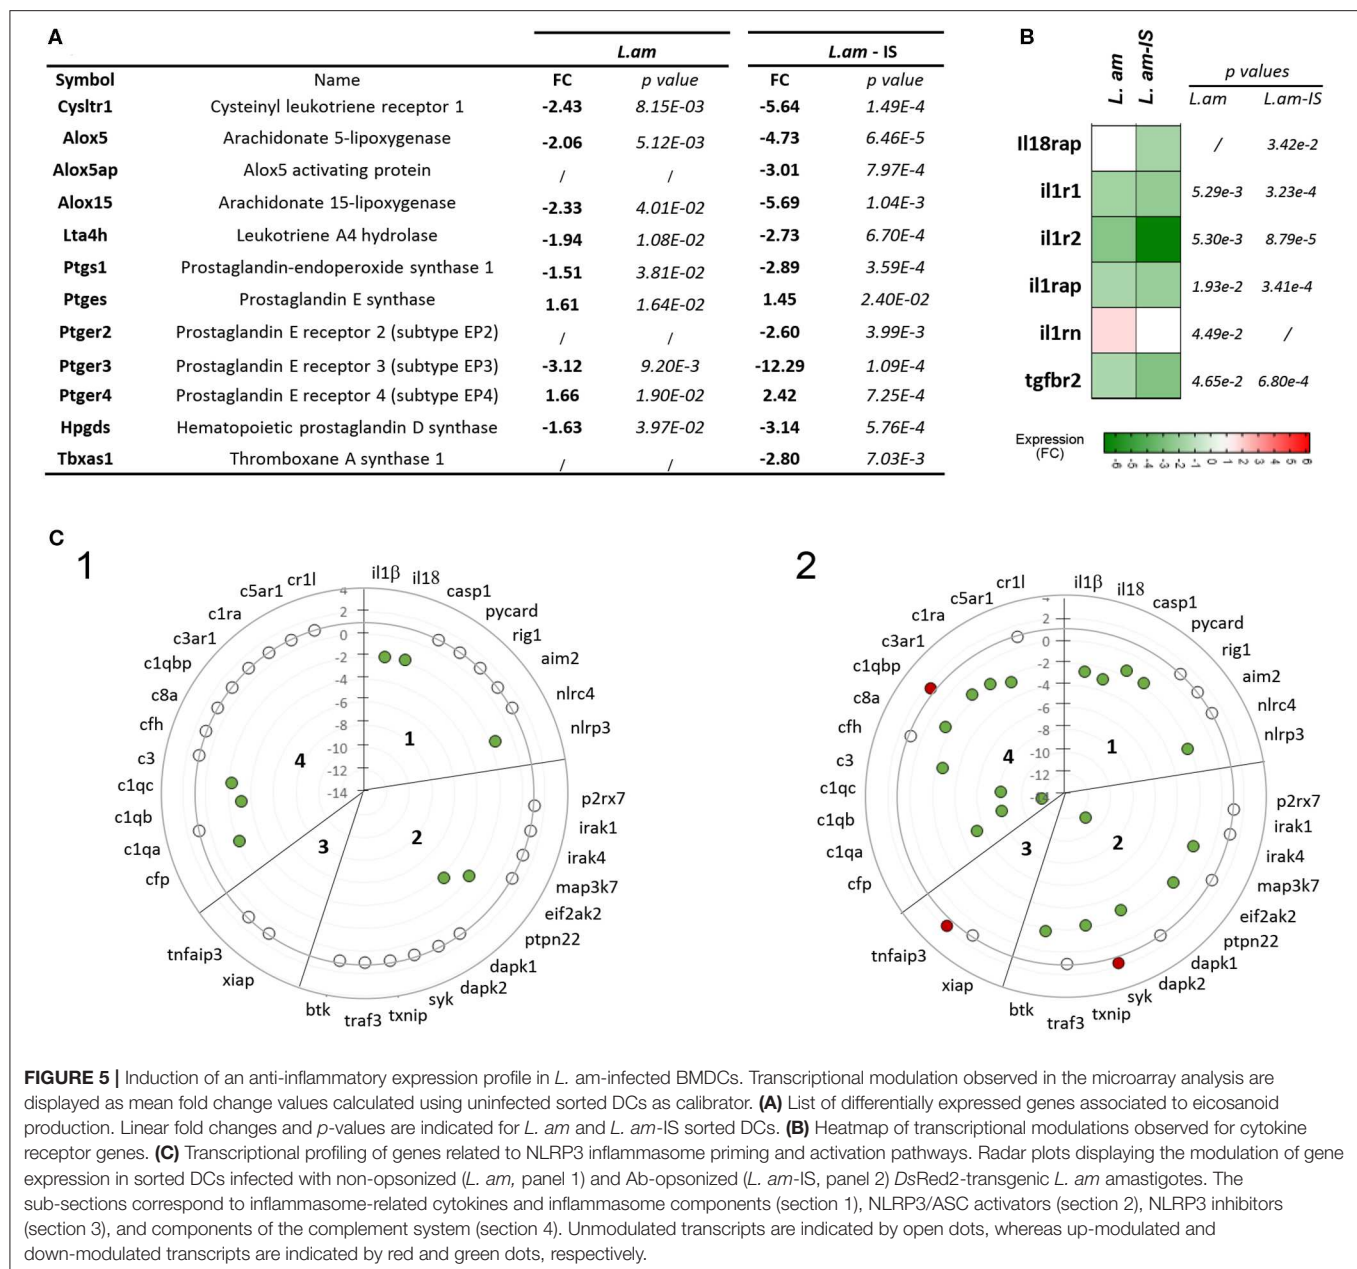 A
L.am
L.am - IS
Symbol Name FC p value FC p value
Cysltr1 Cysteinyl leukotriene receptor 1 -2.43 8.15E-03 -5.64 1.49E-4
Alox5 Arachidonate 5-lipoxygenase -2.06 5.12E-03 -4.73 6.46E-5
Alox5ap Alox5 activating protein / / -3.01 7.97E-4
Alox15 Arachidonate 15-lipoxygenase -2.33 4.01E-02 -5.69 1.04E-3
Lta4h Leukotriene A4 hydrolase -1.94 1.08E-02 -2.73 6.70E-4
Ptgs1 Prostaglandin-endoperoxide synthase 1 -1.51 3.81E-02 -2.89 3.59E-4
Ptges Prostaglandin E synthase 1.61 1.64E-02 1.45 2.40E-02
Ptger2 Prostaglandin E receptor 2 (subtype EP2) / / -2.60 3.99E-3
Ptger3 Prostaglandin E receptor 3 (subtype EP3) -3.12 9.20E-3 -12.29 1.09E-4
Ptger4 Prostaglandin E receptor 4 (subtype EP4) 1.66 1.90E-02 2.42 7.25E-4
Hpgds Hematopoietic prostaglandin D synthase -1.63 3.97E-02 -3.14 5.76E-4
Tbxas1 Thromboxane A synthase 1 / / -2.80 7.03E-3
B
L. am
L. am-IS
p values
L.am L.am-IS
Il18rap / 3.42e-2
il1r1 5.29e-3 3.23e-4
il1r2 5.30e-3 8.79e-5
il1rap 1.93e-2 3.41e-4
il1rn 4.49e-2 /
tgfbr2 4.65e-2 6.80e-4
Expression
(FC)
-6 -5 -4 -3 -2 -1 0 1 2 3 4 5 6
C
1
il1β
il18
casp1
pycard
rig1
aim2
nlrc4
nlrp3
p2rx7
irak1
irak4
map3k7
eif2ak2
ptpn22
dapk1
dapk2
syk
txnip
traf3
btk
xiap
tnfaip3
cfp
c1qa
c1qb
c1qc
c3
cfh
c8a
c1qbp
c3ar1
c1ra
c5ar1
cr1l
4
2
0
-2
-4
-6
-8
-10
-12
-14
1
2
3
4
2
il1β
il18
casp1
pycard
rig1
aim2
nlrc4
nlrp3
p2rx7
irak1
irak4
map3k7
eif2ak2
ptpn22
dapk1
dapk2
syk
txnip
traf3
btk
xiap
tnfaip3
cfp
c1qa
c1qb
c1qc
c3
cfh
c8a
c1qbp
c3ar1
c1ra
c5ar1
cr1l
4
2
0
-2
-4
-6
-8
-10
-12
-14
1
2
3
4
FIGURE 5 | Induction of an anti-inflammatory expression profile in L. am-infected BMDCs. Transcriptional modulation observed in the microarray analysis are
displayed as mean fold change values calculated using uninfected sorted DCs as calibrator. (A) List of differentially expressed genes associated to eicosanoid
production. Linear fold changes and p-values are indicated for L. am and L. am-IS sorted DCs. (B) Heatmap of transcriptional modulations observed for cytokine
receptor genes. (C) Transcriptional profiling of genes related to NLRP3 inflammasome priming and activation pathways. Radar plots displaying the modulation of gene
expression in sorted DCs infected with non-opsonized (L. am, panel 1) and Ab-opsonized (L. am-IS, panel 2) DsRed2-transgenic L. am amastigotes. The
sub-sections correspond to inflammasome-related cytokines and inflammasome components (section 1), NLRP3/ASC activators (section 2), NLRP3 inhibitors
(section 3), and components of the complement system (section 4). Unmodulated transcripts are indicated by open dots, whereas up-modulated and
down-modulated transcripts are indicated by red and green dots, respectively.